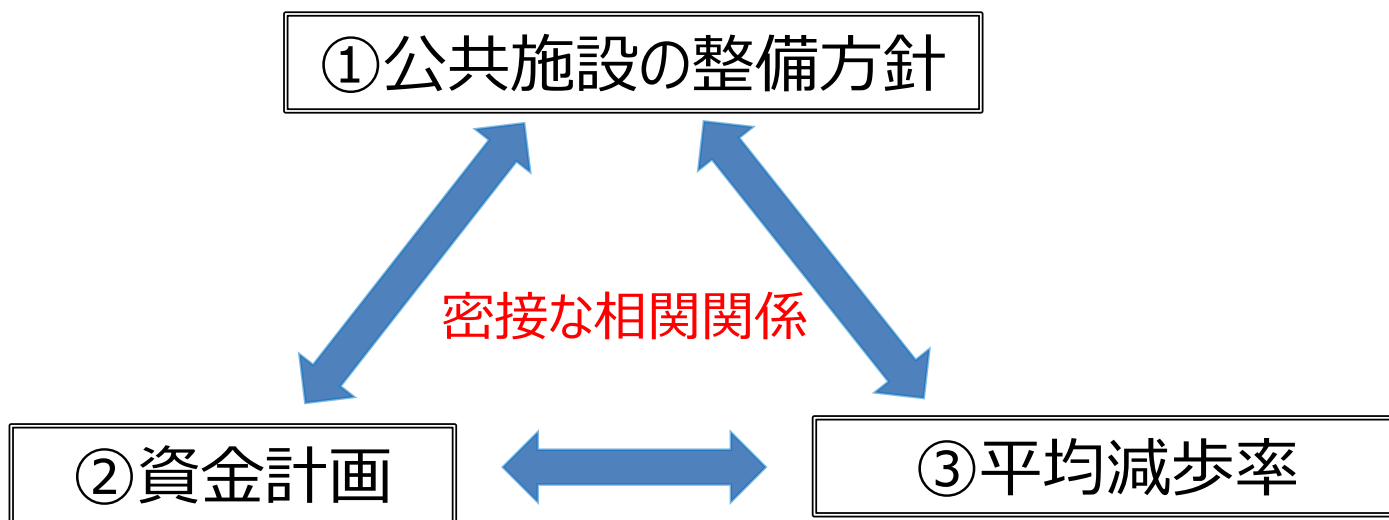 ①公共施設の整備方針
密接な相関関係
②資金計画
③平均減歩率